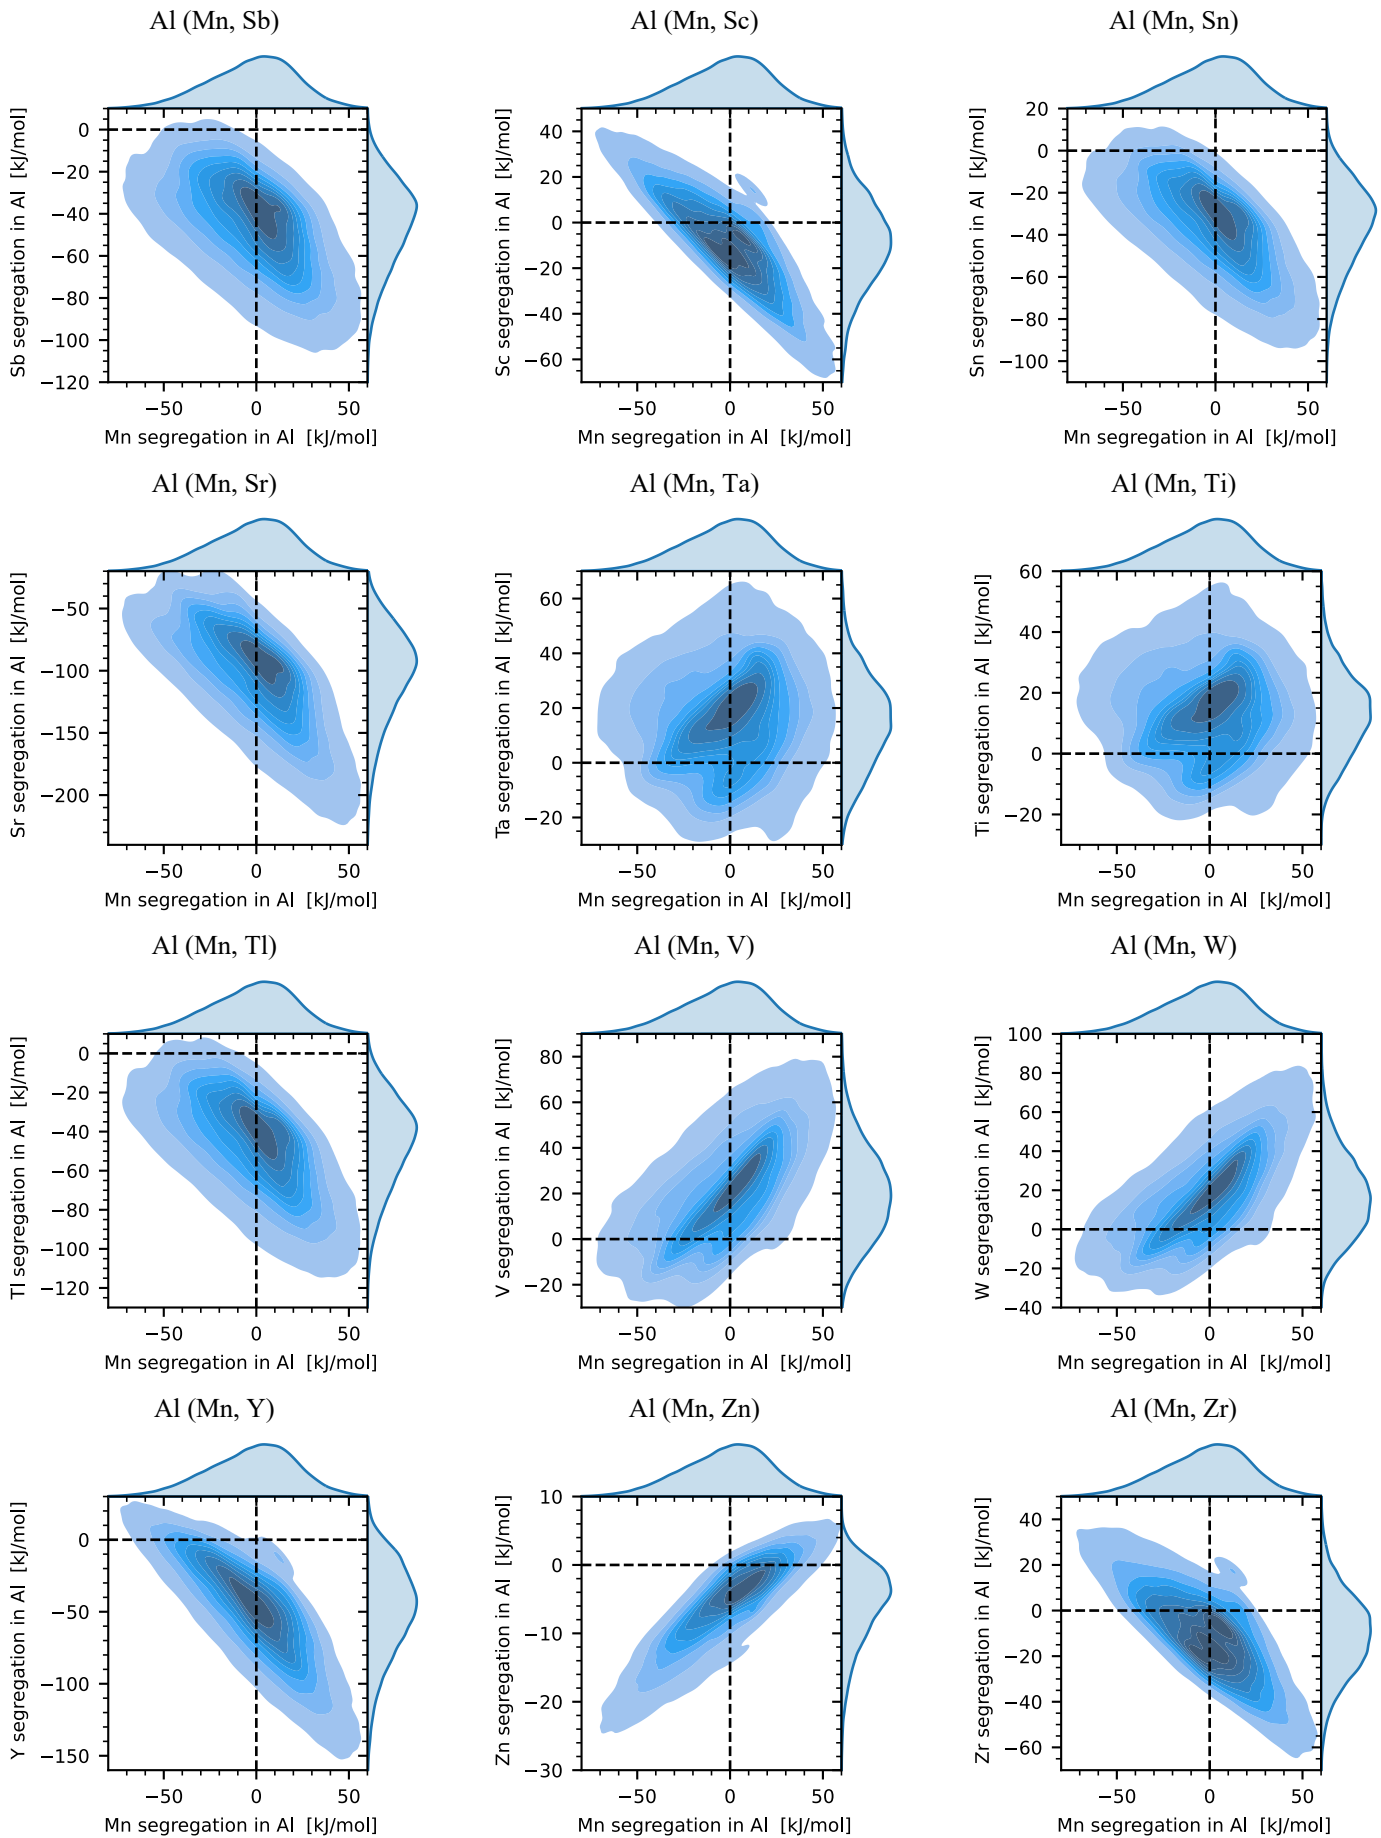 Al (Mn, Sb)
Al (Mn, Sc)
Al (Mn, Sn)
Sb segregation in Al [kJ/mol]
0
−20
−40
−60
−80
−100
−120
−50
0
50
Mn segregation in Al [kJ/mol]
Sc segregation in Al [kJ/mol]
40
20
0
−20
−40
−60
−50
0
50
Mn segregation in Al [kJ/mol]
Sn segregation in Al [kJ/mol]
20
0
−20
−40
−60
−80
−100
−50
0
50
Mn segregation in Al [kJ/mol]
Al (Mn, Sr)
Al (Mn, Ta)
Al (Mn, Ti)
Sr segregation in Al [kJ/mol]
−50
−100
−150
−200
−50
0
50
Mn segregation in Al [kJ/mol]
Ta segregation in Al [kJ/mol]
60
40
20
0
−20
−50
0
50
Mn segregation in Al [kJ/mol]
Ti segregation in Al [kJ/mol]
60
40
20
0
−20
−50
0
50
Mn segregation in Al [kJ/mol]
Al (Mn, Tl)
Al (Mn, V)
Al (Mn, W)
Tl segregation in Al [kJ/mol]
0
−20
−40
−60
−80
−100
−120
−50
0
50
Mn segregation in Al [kJ/mol]
V segregation in Al [kJ/mol]
80
60
40
20
0
−20
−50
0
50
Mn segregation in Al [kJ/mol]
W segregation in Al [kJ/mol]
100
80
60
40
20
0
−20
−40
−50
0
50
Mn segregation in Al [kJ/mol]
Al (Mn, Y)
Al (Mn, Zn)
Al (Mn, Zr)
Y segregation in Al [kJ/mol]
0
−50
−100
−150
−50
0
50
Mn segregation in Al [kJ/mol]
Zn segregation in Al [kJ/mol]
10
0
−10
−20
−30
−50
0
50
Mn segregation in Al [kJ/mol]
Zr segregation in Al [kJ/mol]
40
20
0
−20
−40
−60
−50
0
50
Mn segregation in Al [kJ/mol]